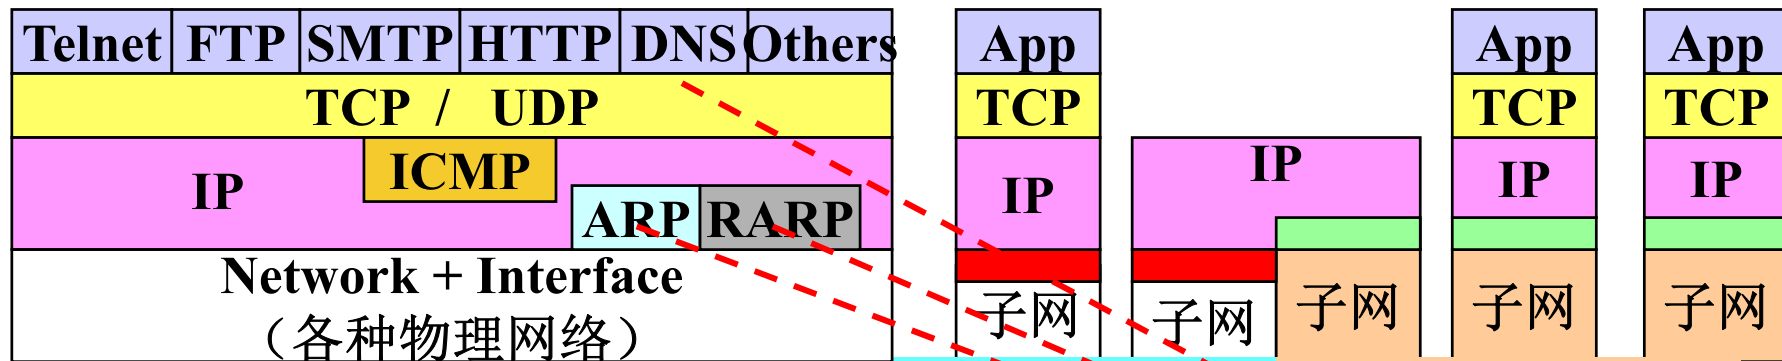 Telnet FTP SMTP HTTP DNS Others
TCP / UDP
IP
ICMP
ARP RARP
Network + Interface
（各种物理网络）
App
TCP
IP
子网
IP
子网
子网
App
TCP
IP
子网
App
TCP
IP
子网